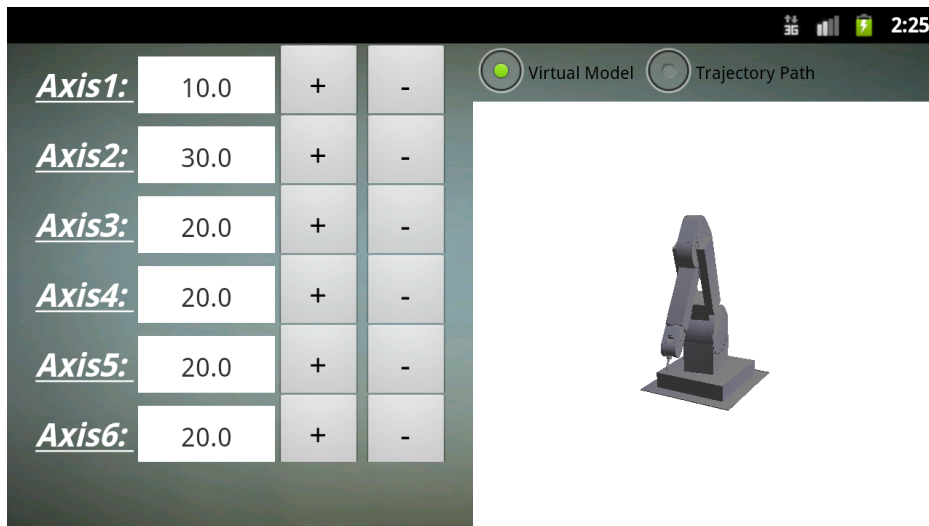 3G 2:25
Virtual Model Trajectory Path
Axis1: 10.0 + -
Axis2: 30.0 + -
Axis3: 20.0 + -
Axis4: 20.0 + -
Axis5: 20.0 + -
Axis6: 20.0 + -